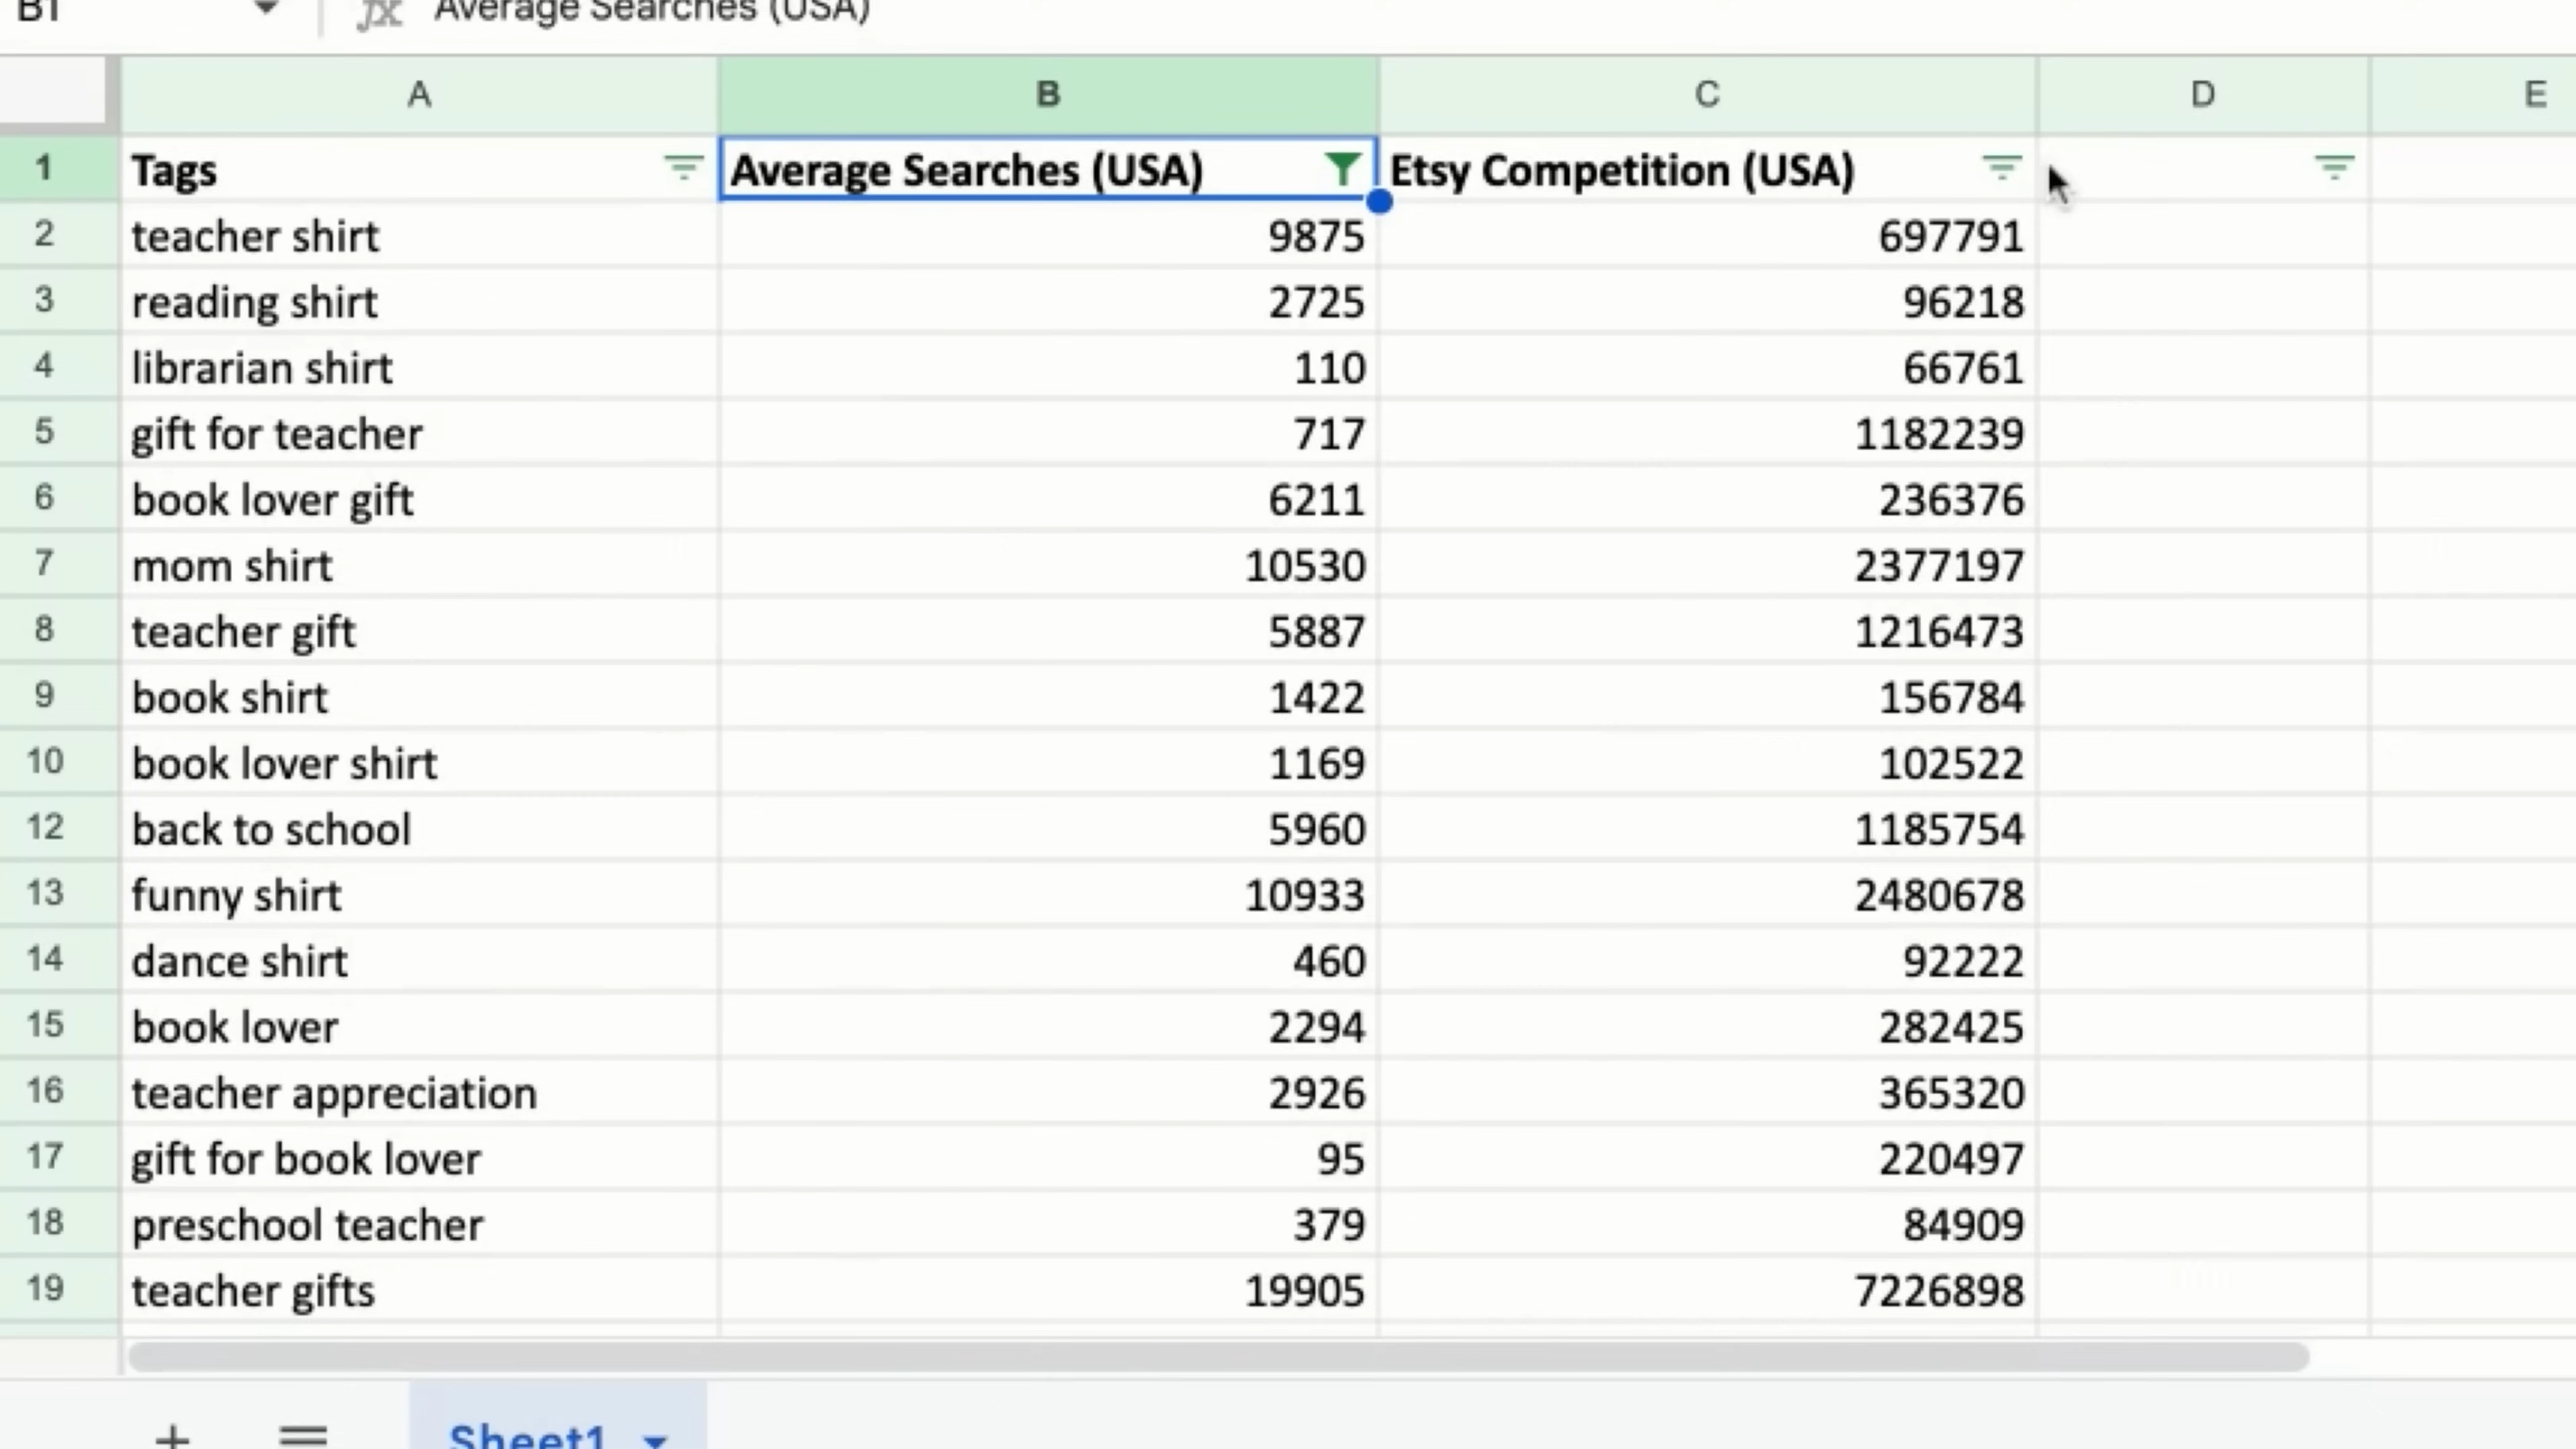 B1 fx Average Searches (USA)
A B C D E
1 Tags Average Searches (USA) Etsy Competition (USA)
2 teacher shirt 9875 697791
3 reading shirt 2725 96218
4 librarian shirt 110 66761
5 gift for teacher 717 1182239
6 book lover gift 6211 236376
7 mom shirt 10530 2377197
8 teacher gift 5887 1216473
9 book shirt 1422 156784
10 book lover shirt 1169 102522
12 back to school 5960 1185754
13 funny shirt 10933 2480678
14 dance shirt 460 92222
15 book lover 2294 282425
16 teacher appreciation 2926 365320
17 gift for book lover 95 220497
18 preschool teacher 379 84909
19 teacher gifts 19905 7226898
Sheet1